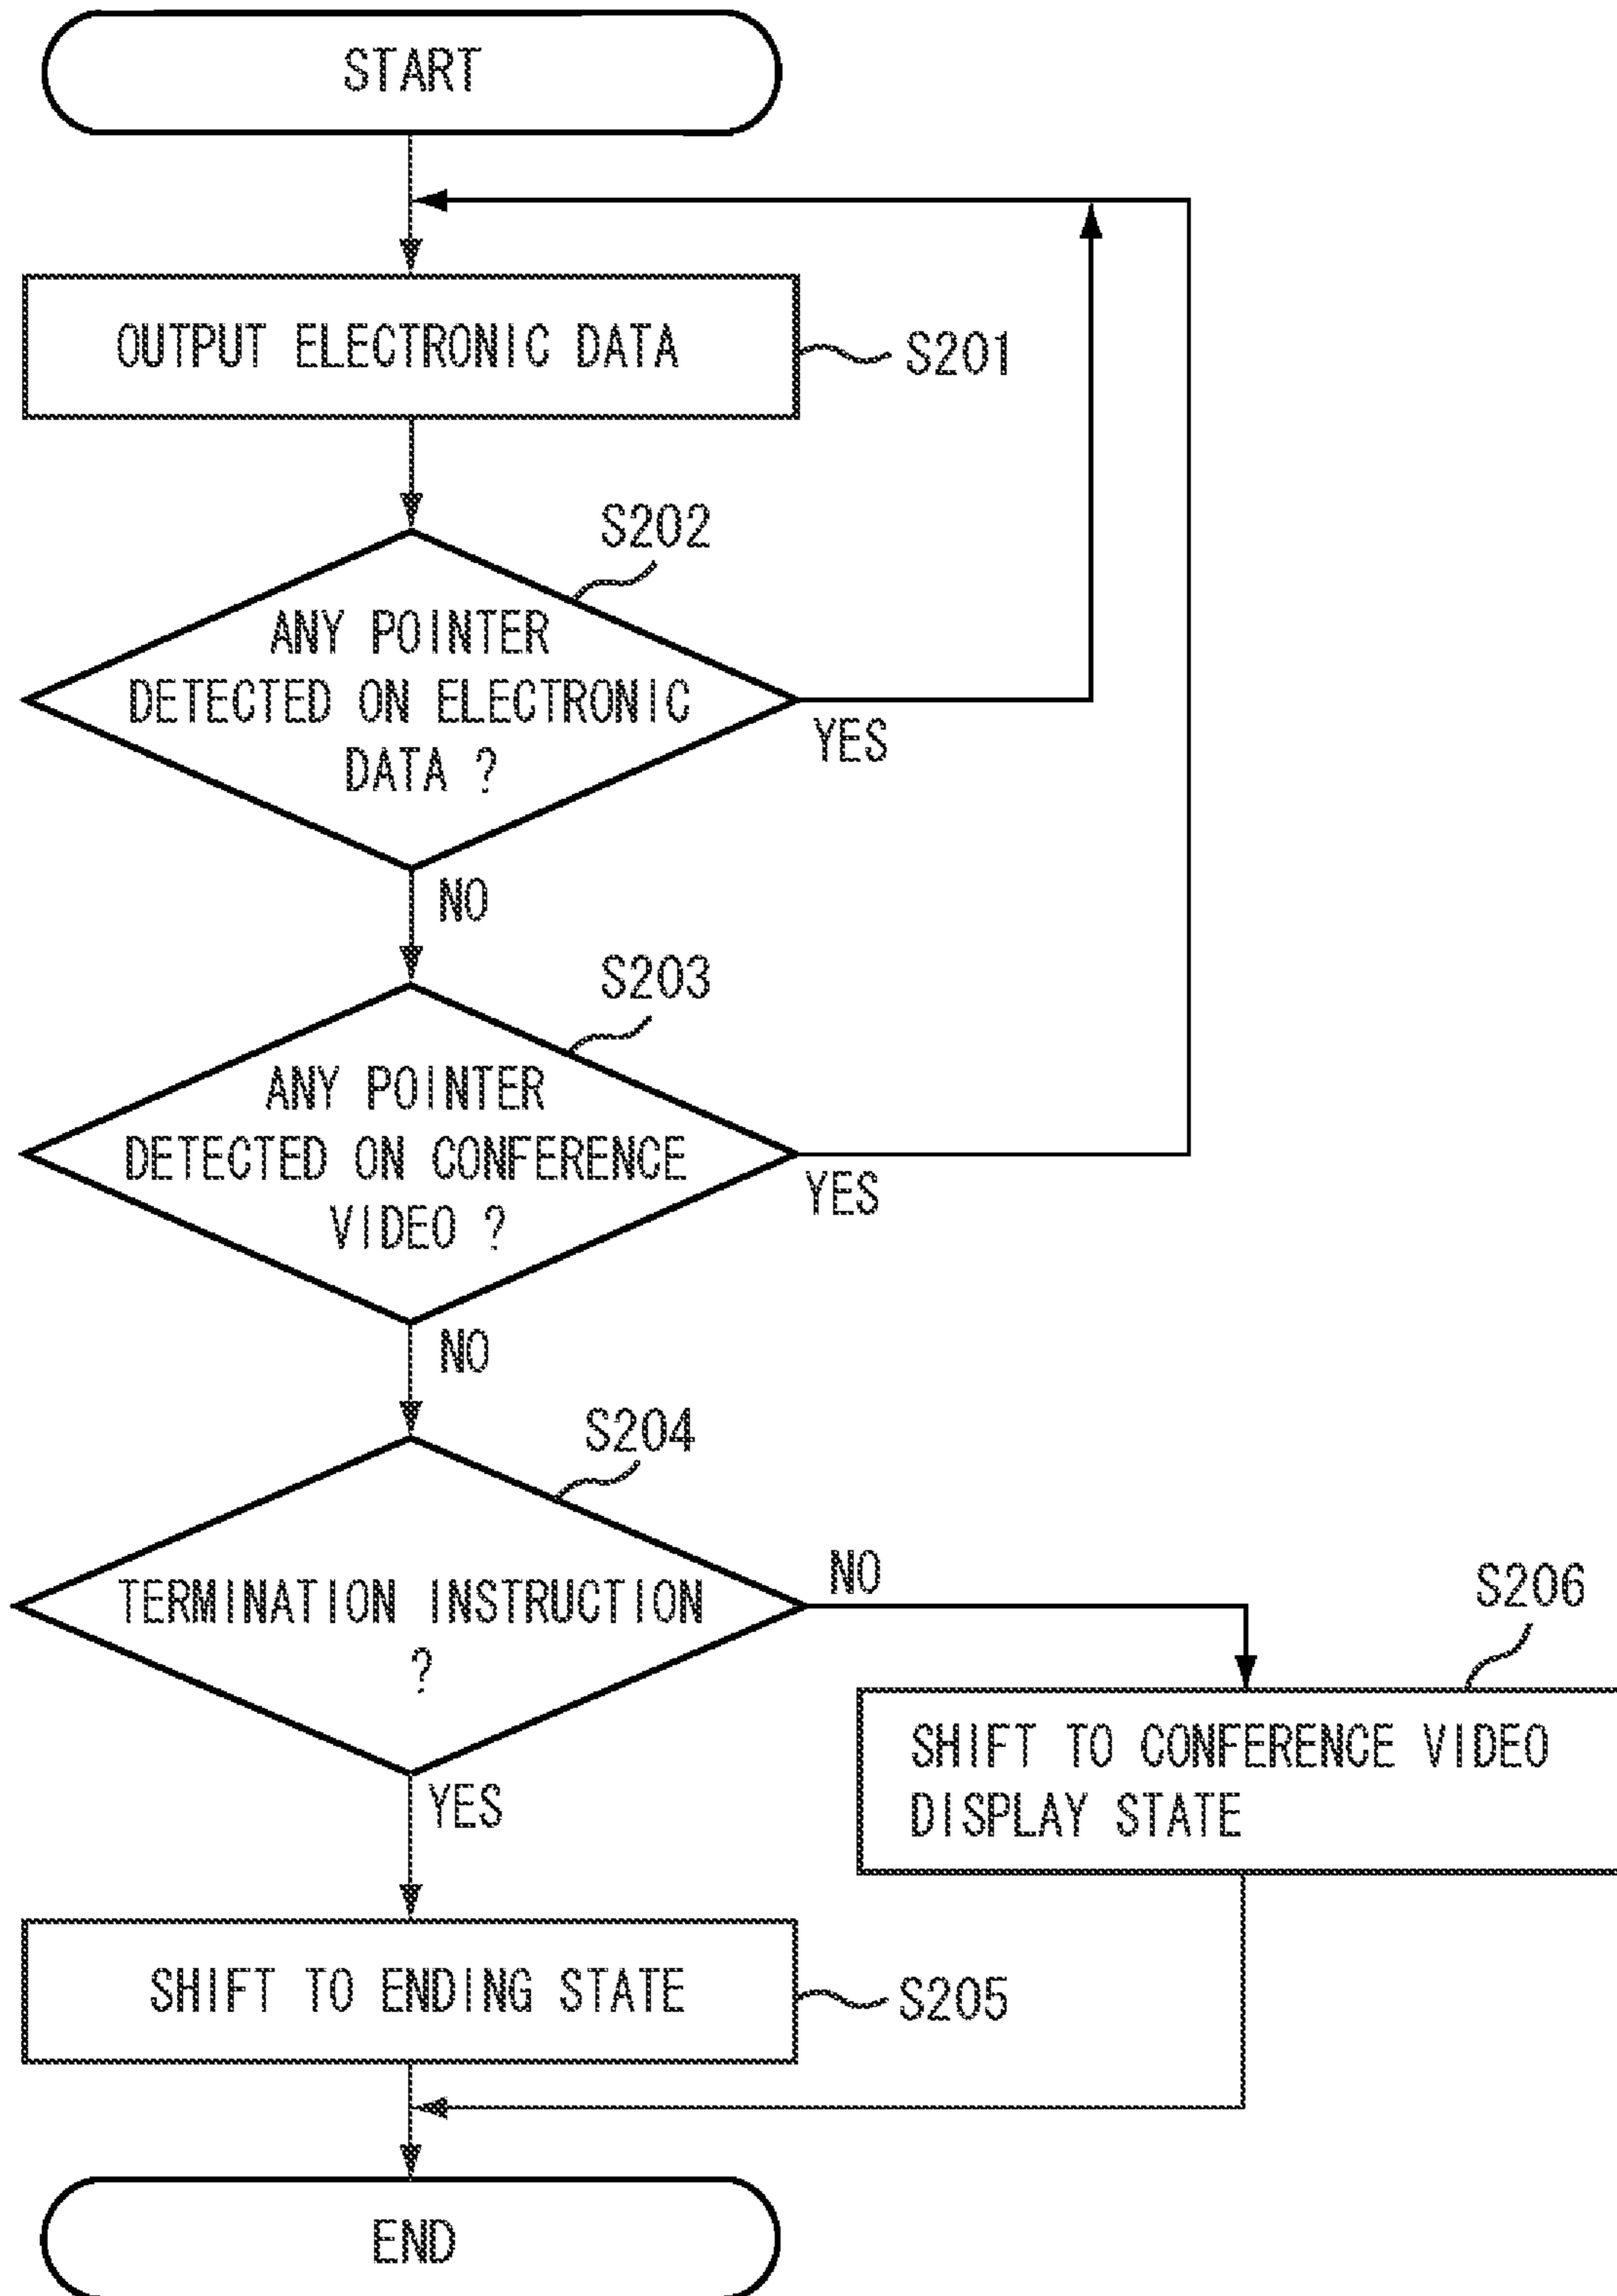 START
OUTPUT ELECTRONIC DATA
S201
S202
ANY POINTER
DETECTED ON ELECTRONIC
DATA ?
YES
NO
S203
ANY POINTER
DETECTED ON CONFERENCE
VIDEO ?
YES
NO
S204
TERMINATION INSTRUCTION
?
NO
S206
SHIFT TO CONFERENCE VIDEO
DISPLAY STATE
YES
SHIFT TO ENDING STATE
S205
END